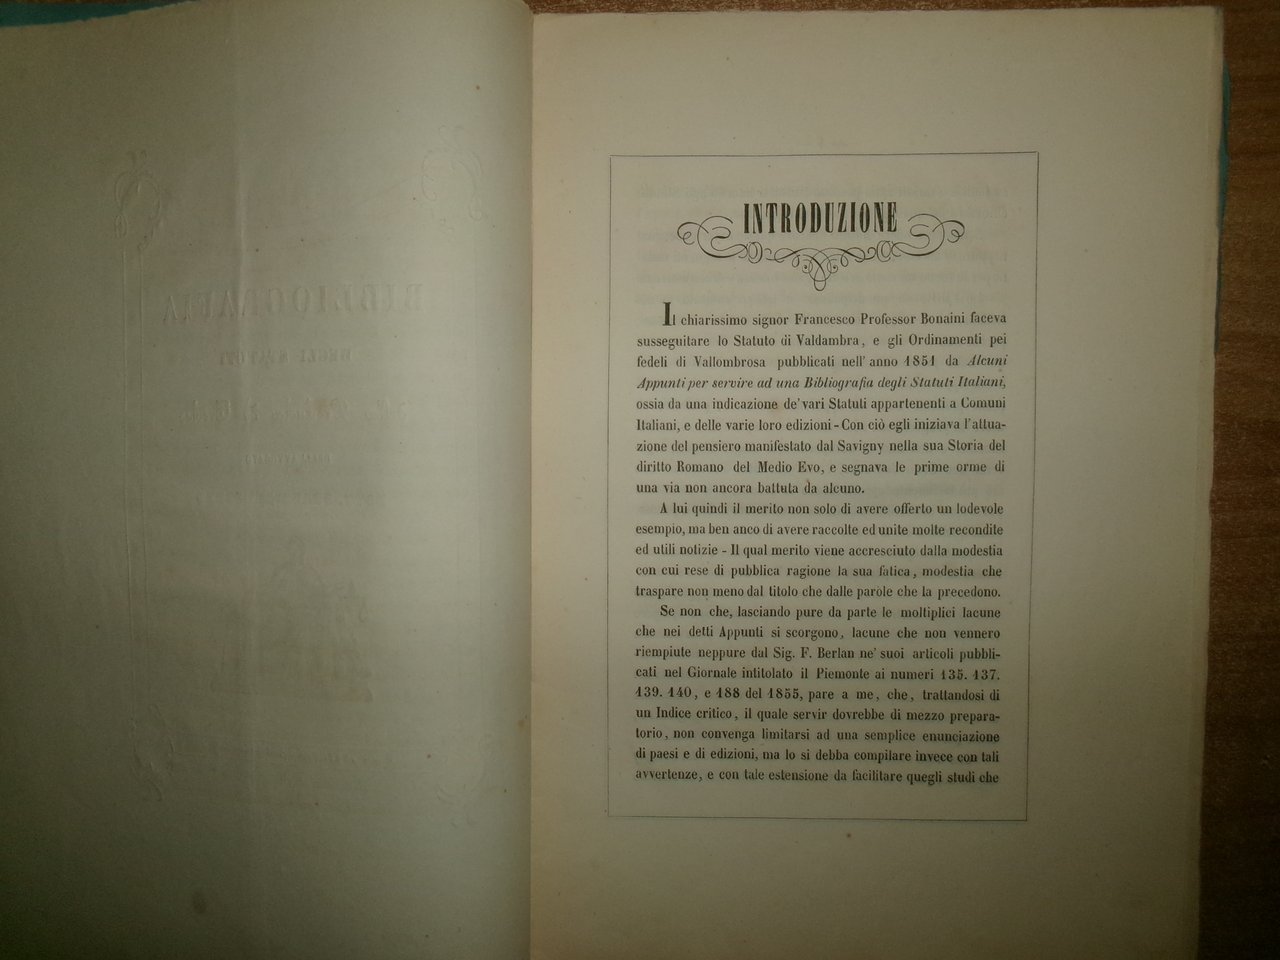 INTRODUZIONE
Il chiarissimo signor Francesco Professor Bonaini faceva
susseguitare lo Statuto di Valdambra, e gli Ordinamenti pei
fedeli di Vallombrosa pubblicati nell' anno 1851 da Alcuni
Appunti per servire ad una Bibliografia degli Statuti Italiani,
ossia da una indicazione de' vari Statuti appartenenti a Comuni
Italiani, e delle varie loro edizioni - Con ciò egli iniziava l'attua-
zione del pensiero manifestato dal Savigny nella sua Storia del
diritto Romano del Medio Evo, e segnava le prime orme di
una via non ancora battuta da alcuno.
A lui quindi il merito non solo di avere offerto un lodevole
esempio, ma ben anco di avere raccolte ed unite molte recondite
ed utili notizie - Il qual merito viene accresciuto dalla modestia
con cui rese di pubblica ragione la sua fatica, modestia che
traspare non meno dal titolo che dalle parole che la precedono.
Se non che, lasciando pure da parte le moltiplici lacune
che nei detti Appunti si scorgono, lacune che non vennero
riempiute neppure dal Sig. F. Berlan ne' suoi articoli pubbli-
cati nel Giornale intitolato il Piemonte ai numeri 135. 137.
139. 140, e 188 del 1855, pare a me, che, trattandosi di
un Indice critico, il quale servir dovrebbe di mezzo prepara-
torio, non convenga limitarsi ad una semplice enunciazione
di paesi e di edizioni, ma lo si debba compilare invece con tali
avvertenze, e con tale estensione da facilitare quegli studi che
BIBLIOGRAFIA